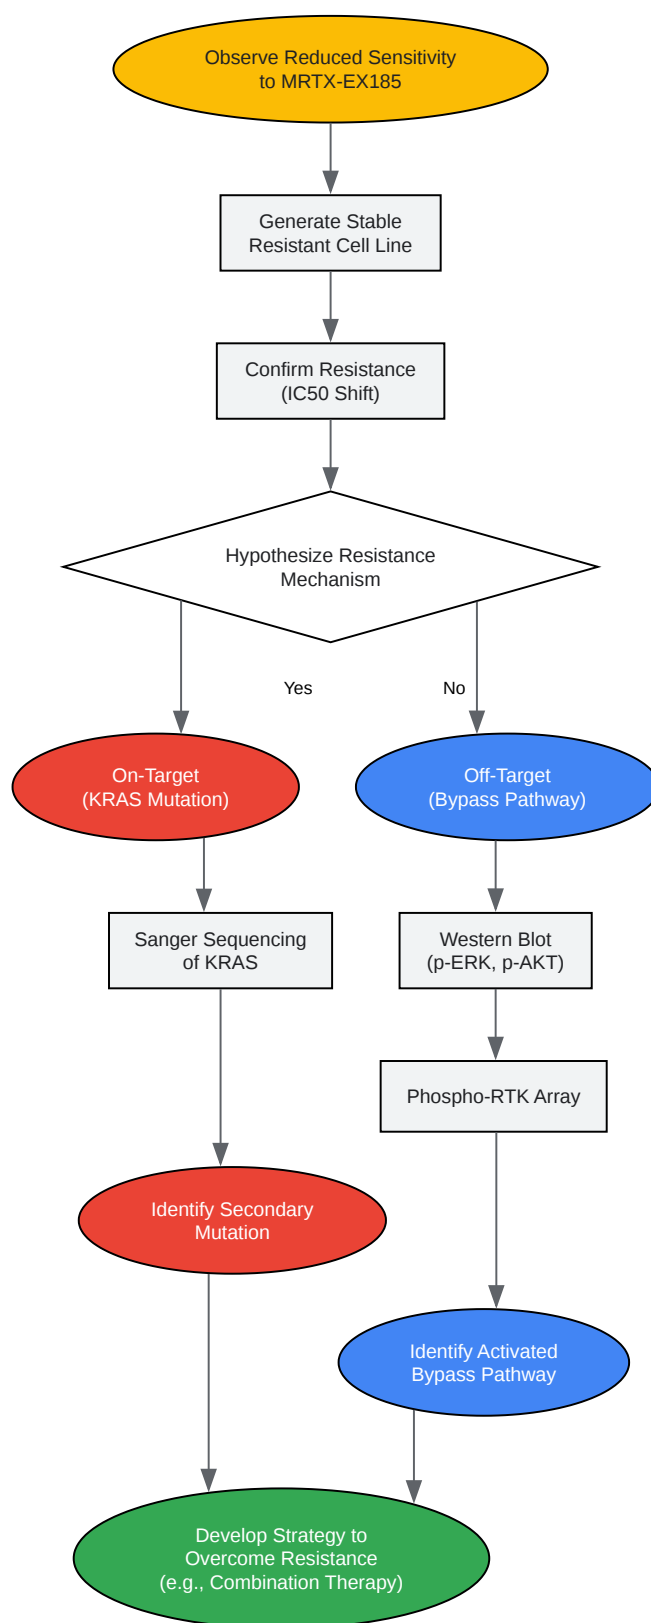 Observe Reduced Sensitivity
to MRTX-EX185
Generate Stable
Resistant Cell Line
Confirm Resistance
(IC50 Shift)
Hypothesize Resistance
Mechanism
Yes
No
On-Target
(KRAS Mutation)
Off-Target
(Bypass Pathway)
Sanger Sequencing
of KRAS
Western Blot
(p-ERK, p-AKT)
Phospho-RTK Array
Identify Secondary
Mutation
Identify Activated
Bypass Pathway
Develop Strategy to
Overcome Resistance
(e.g., Combination Therapy)